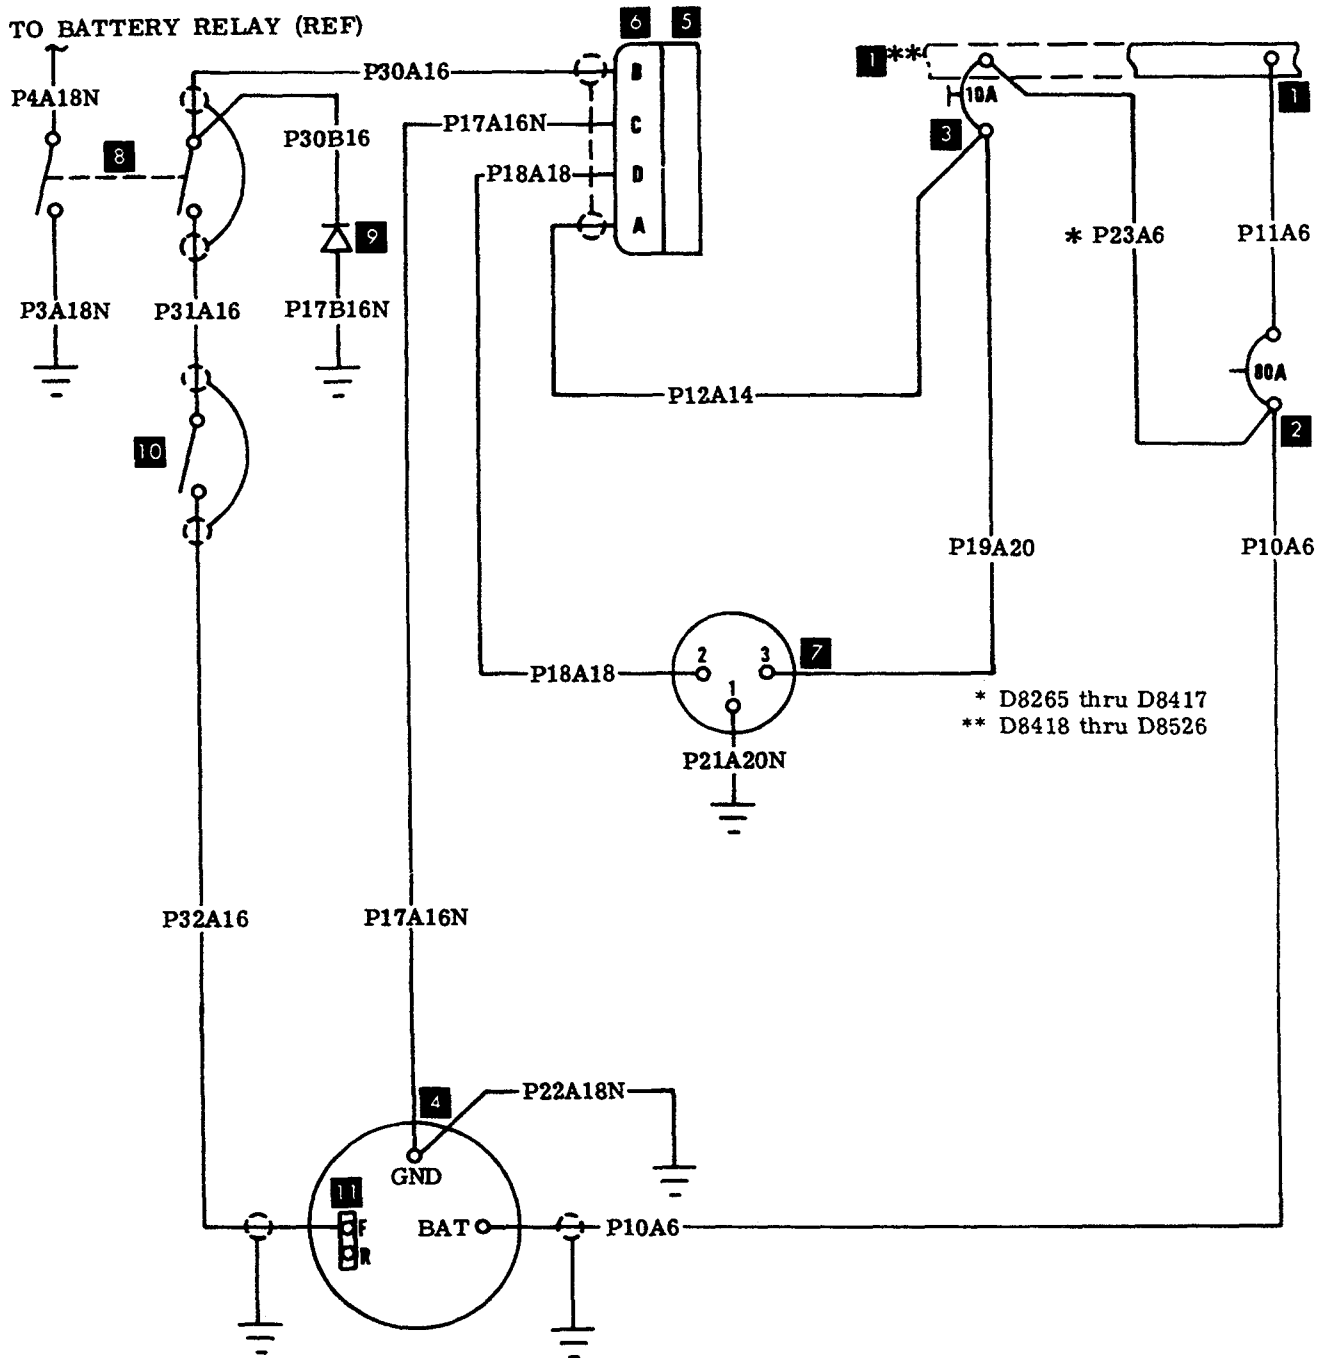 TO BATTERY RELAY (REF)
6
5
B
P30A16
1
**
P4A18N
10A
1
P17A16N
C
P30B16
3
8
P18A18
D
A
9
* P23A6
P11A6
P3A18N
P31A16
P17B16N
80A
P12A14
2
10
P19A20
P10A6
2
3
7
P18A18
1
* D8265 thru D8417
** D8418 thru D8526
P21A20N
P32A16
P17A16N
4
P22A18N
GND
11
F
BAT
P10A6
R